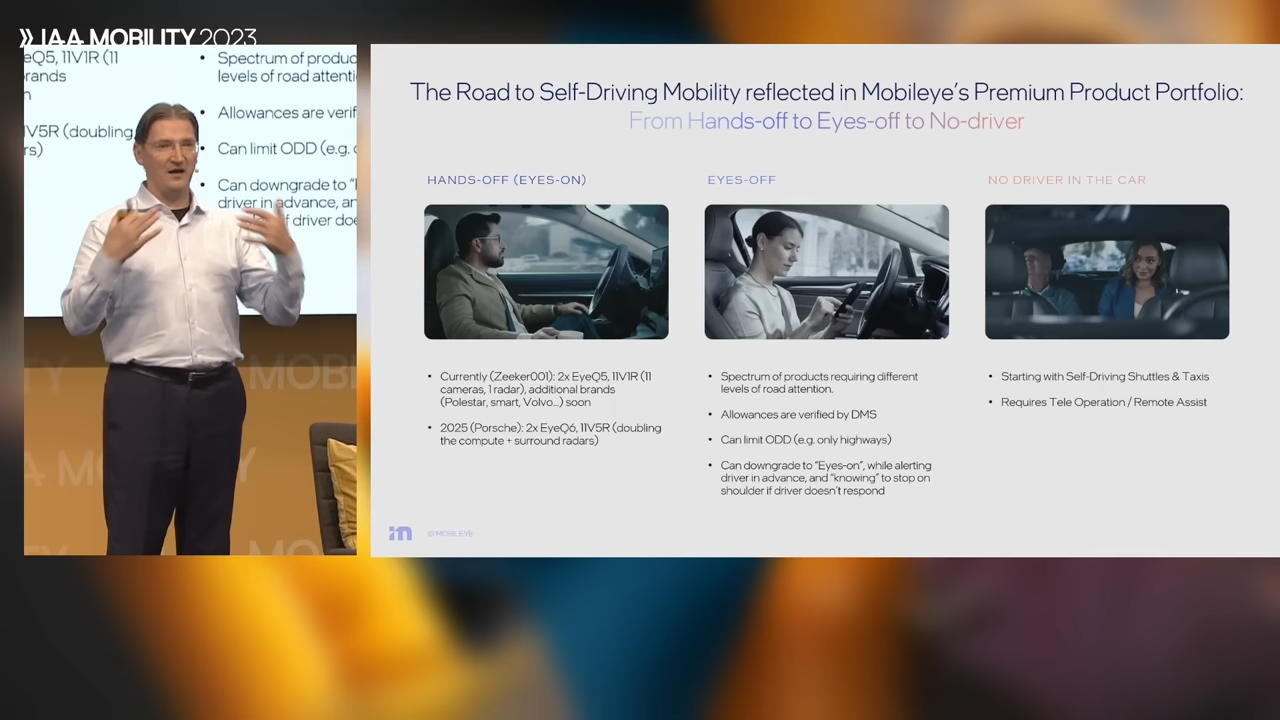 IAA MOBILITY 2023
eQ5, 11V1R (11
rands
n
1V5R (doubling
rs)
Spectrum of produc
levels of road attenti
Allowances are verif
Can limit ODD (e.g.
Can downgrade to "
driver in advance, an
if driver doe
MOBI
The Road to Self-Driving Mobility reflected in Mobileye's Premium Product Portfolio:
From Hands-off to Eyes-off to No-driver
HANDS-OFF (EYES-ON)
• Currently (Zeeker001): 2x EyeQ5, 11V1R (11
cameras, 1 radar), additional brands
(Polestar, smart, Volvo...) soon
• 2025 (Porsche): 2x EyeQ6, 11V5R (doubling
the compute + surround radars)
EYES-OFF
• Spectrum of products requiring different
levels of road attention.
• Allowances are verified by DMS
• Can limit ODD (e.g. only highways)
• Can downgrade to "Eyes-on", while alerting
driver in advance, and "knowing" to stop on
shoulder if driver doesn't respond
NO DRIVER IN THE CAR
• Starting with Self-Driving Shuttles & Taxis
• Requires Tele Operation / Remote Assist
© MOBILEYE